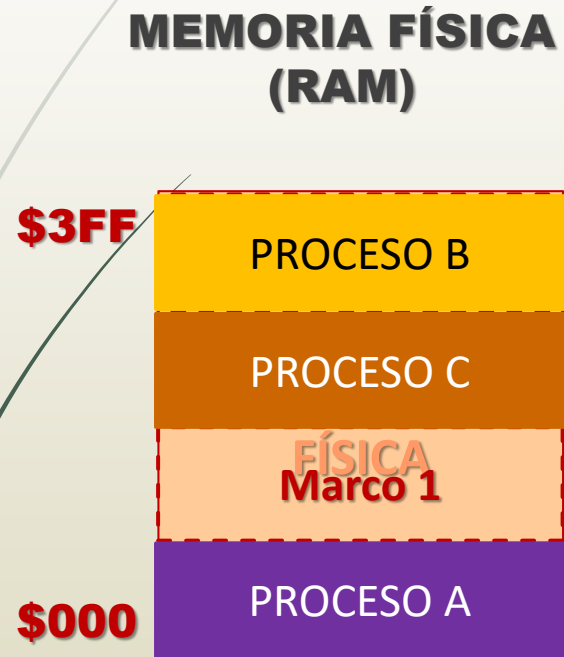 MEMORIA FÍSICA
(RAM)
$3FF
PROCESO B
PROCESO C
FÍSICA
Marco 1
PROCESO A
$000